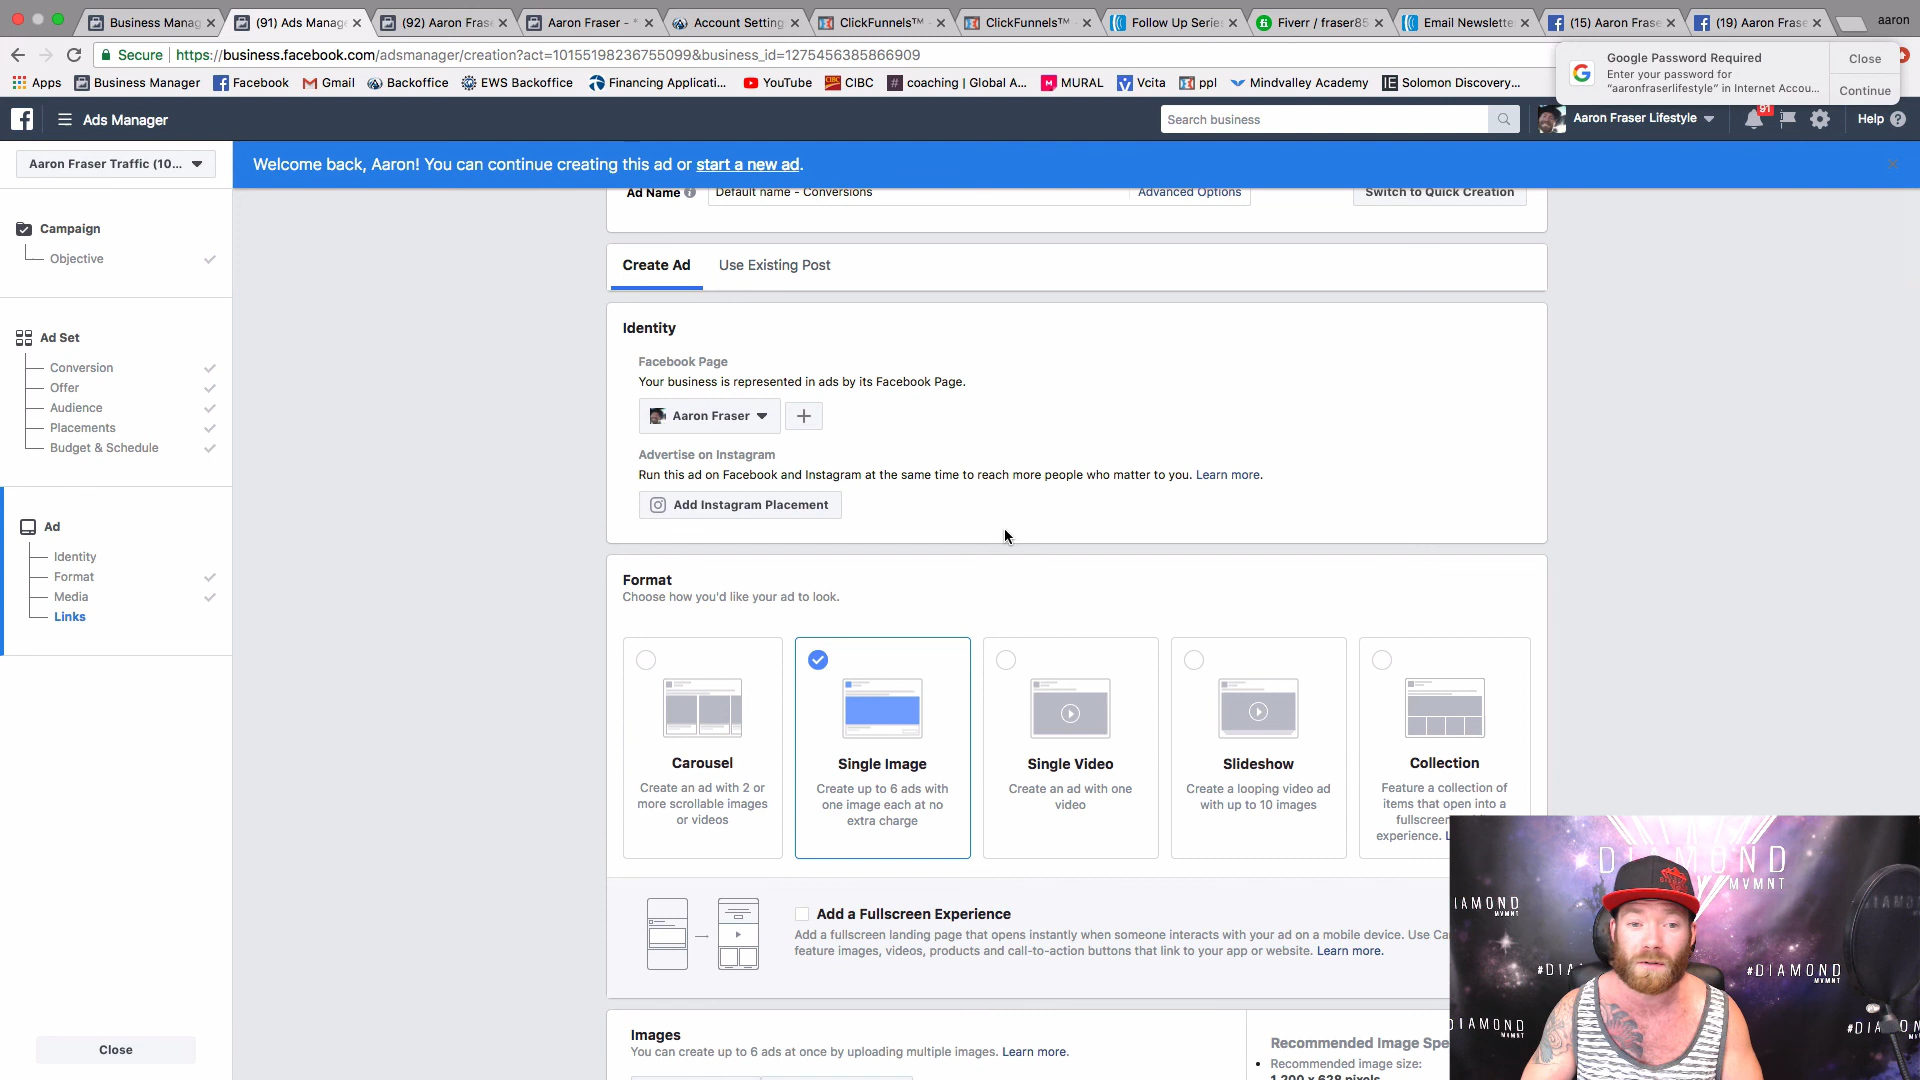 Business Manag
(91) Ads Manage
(92) Aaron Frase
Aaron Fraser - "
Account Setting
ClickFunnels™
ClickFunnels™
Follow Up Serie
Fiverr / fraser85
Email Newslette
(15) Aaron Frase
(19) Aaron Frase
aaron
Secure
https://business.facebook.com/adsmanager/creation?act=10155198236755099&business_id=1275456385866909
Apps
Business Manager
Facebook
Gmail
Backoffice
EWS Backoffice
Financing Applicati...
YouTube
CIBC
coaching | Global A...
MURAL
Vcita
ppl
Mindvalley Academy
Solomon Discovery...
Google Password Required
Enter your password for
"aaronfraserlifestyle" in Internet Accou...
Close
Continue
Ads Manager
Search business
Aaron Fraser Lifestyle
91
Help
Aaron Fraser Traffic (10...
Welcome back, Aaron! You can continue creating this ad or start a new ad.
Campaign
Objective
Ad Set
Conversion
Offer
Audience
Placements
Budget & Schedule
Ad
Identity
Format
Media
Links
Close
Ad Name
Default name - Conversions
Advanced Options
Switch to Quick Creation
Create Ad
Use Existing Post
Identity
Facebook Page
Your business is represented in ads by its Facebook Page.
Aaron Fraser
Advertise on Instagram
Run this ad on Facebook and Instagram at the same time to reach more people who matter to you. Learn more.
Add Instagram Placement
Format
Choose how you'd like your ad to look.
Carousel
Create an ad with 2 or
more scrollable images
or videos
Single Image
Create up to 6 ads with
one image each at no
extra charge
Single Video
Create an ad with one
video
Slideshow
Create a looping video ad
with up to 10 images
Collection
Feature a collection of
items that open into a
fullscreen
experience.
Add a Fullscreen Experience
Add a fullscreen landing page that opens instantly when someone interacts with your ad on a mobile device. Use Ca
feature images, videos, products and call-to-action buttons that link to your app or website. Learn more.
Images
You can create up to 6 ads at once by uploading multiple images. Learn more.
Recommended Image Spe
Recommended image size:
1,200 x 628 pixels
DIAMOND
MVMNT
IAMOND
MVMNT
#DIA
#DIAMOND
MVMNT
IAMOND
MVMNT
#DIA